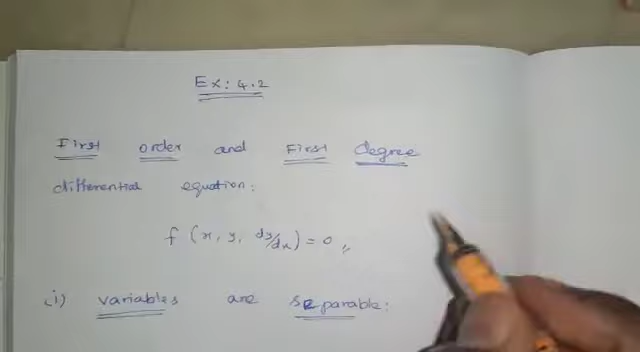 Ex: 4.2
First order and First degree
differential equation:
f (x, y, dy/dx) = 0,,
(i) variables are separable: